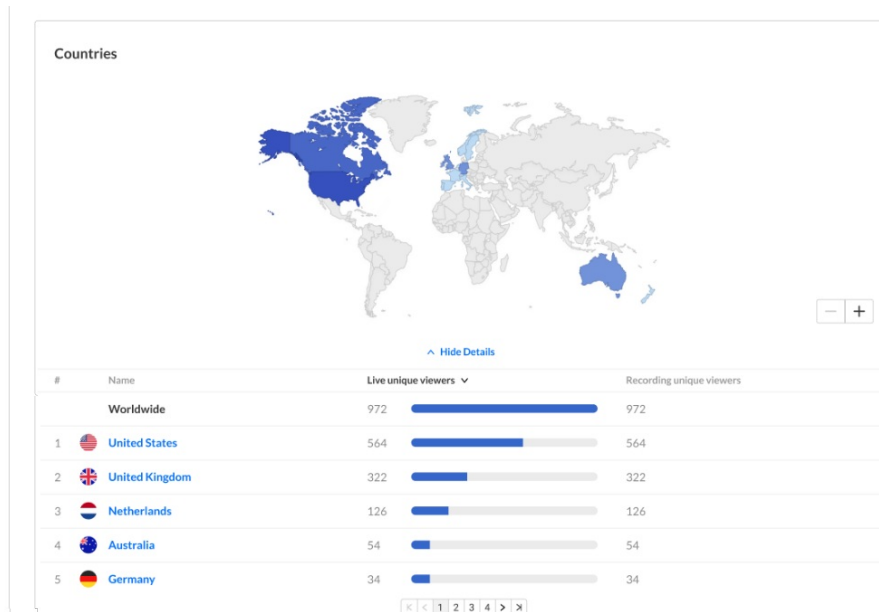 Countries
− +
Hide Details
# Name Live unique viewers Recording unique viewers
Worldwide 972 972
1 United States 564 564
2 United Kingdom 322 322
3 Netherlands 126 126
4 Australia 54 54
5 Germany 34 34
K < 1 2 3 4 > >|